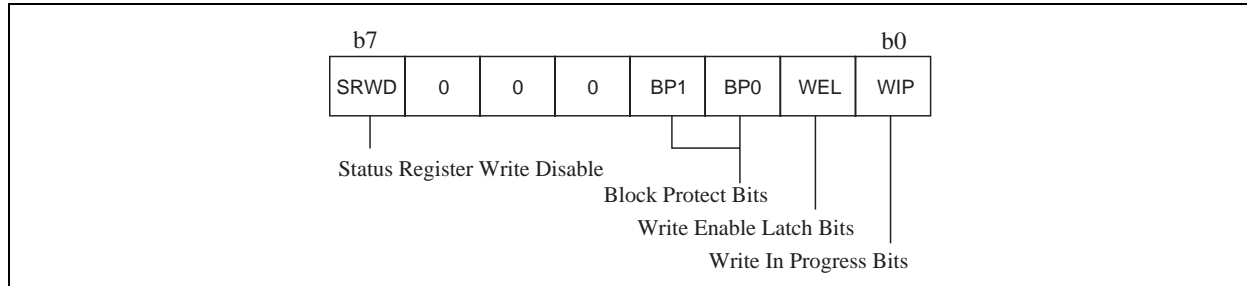 b7 b0
SRWD 0 0 0 BP1 BP0 WEL WIP
Status Register Write Disable
Block Protect Bits
Write Enable Latch Bits
Write In Progress Bits